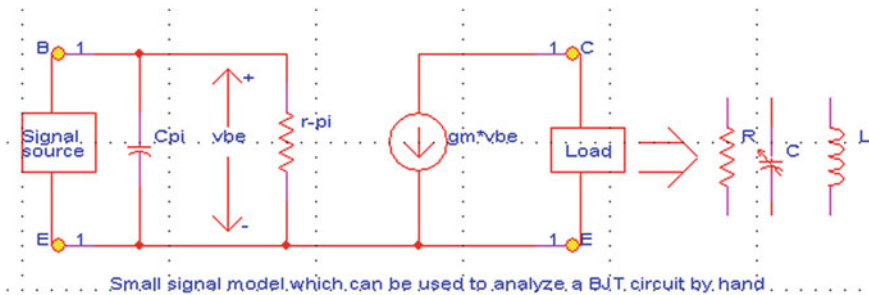 B 1
1 C
+
Signal
source
Cpi
vbe
r-pi
gm*vbe
Load
R
C
L
-
E 1
1 E
Small signal model which can be used to analyze a BJT circuit by hand